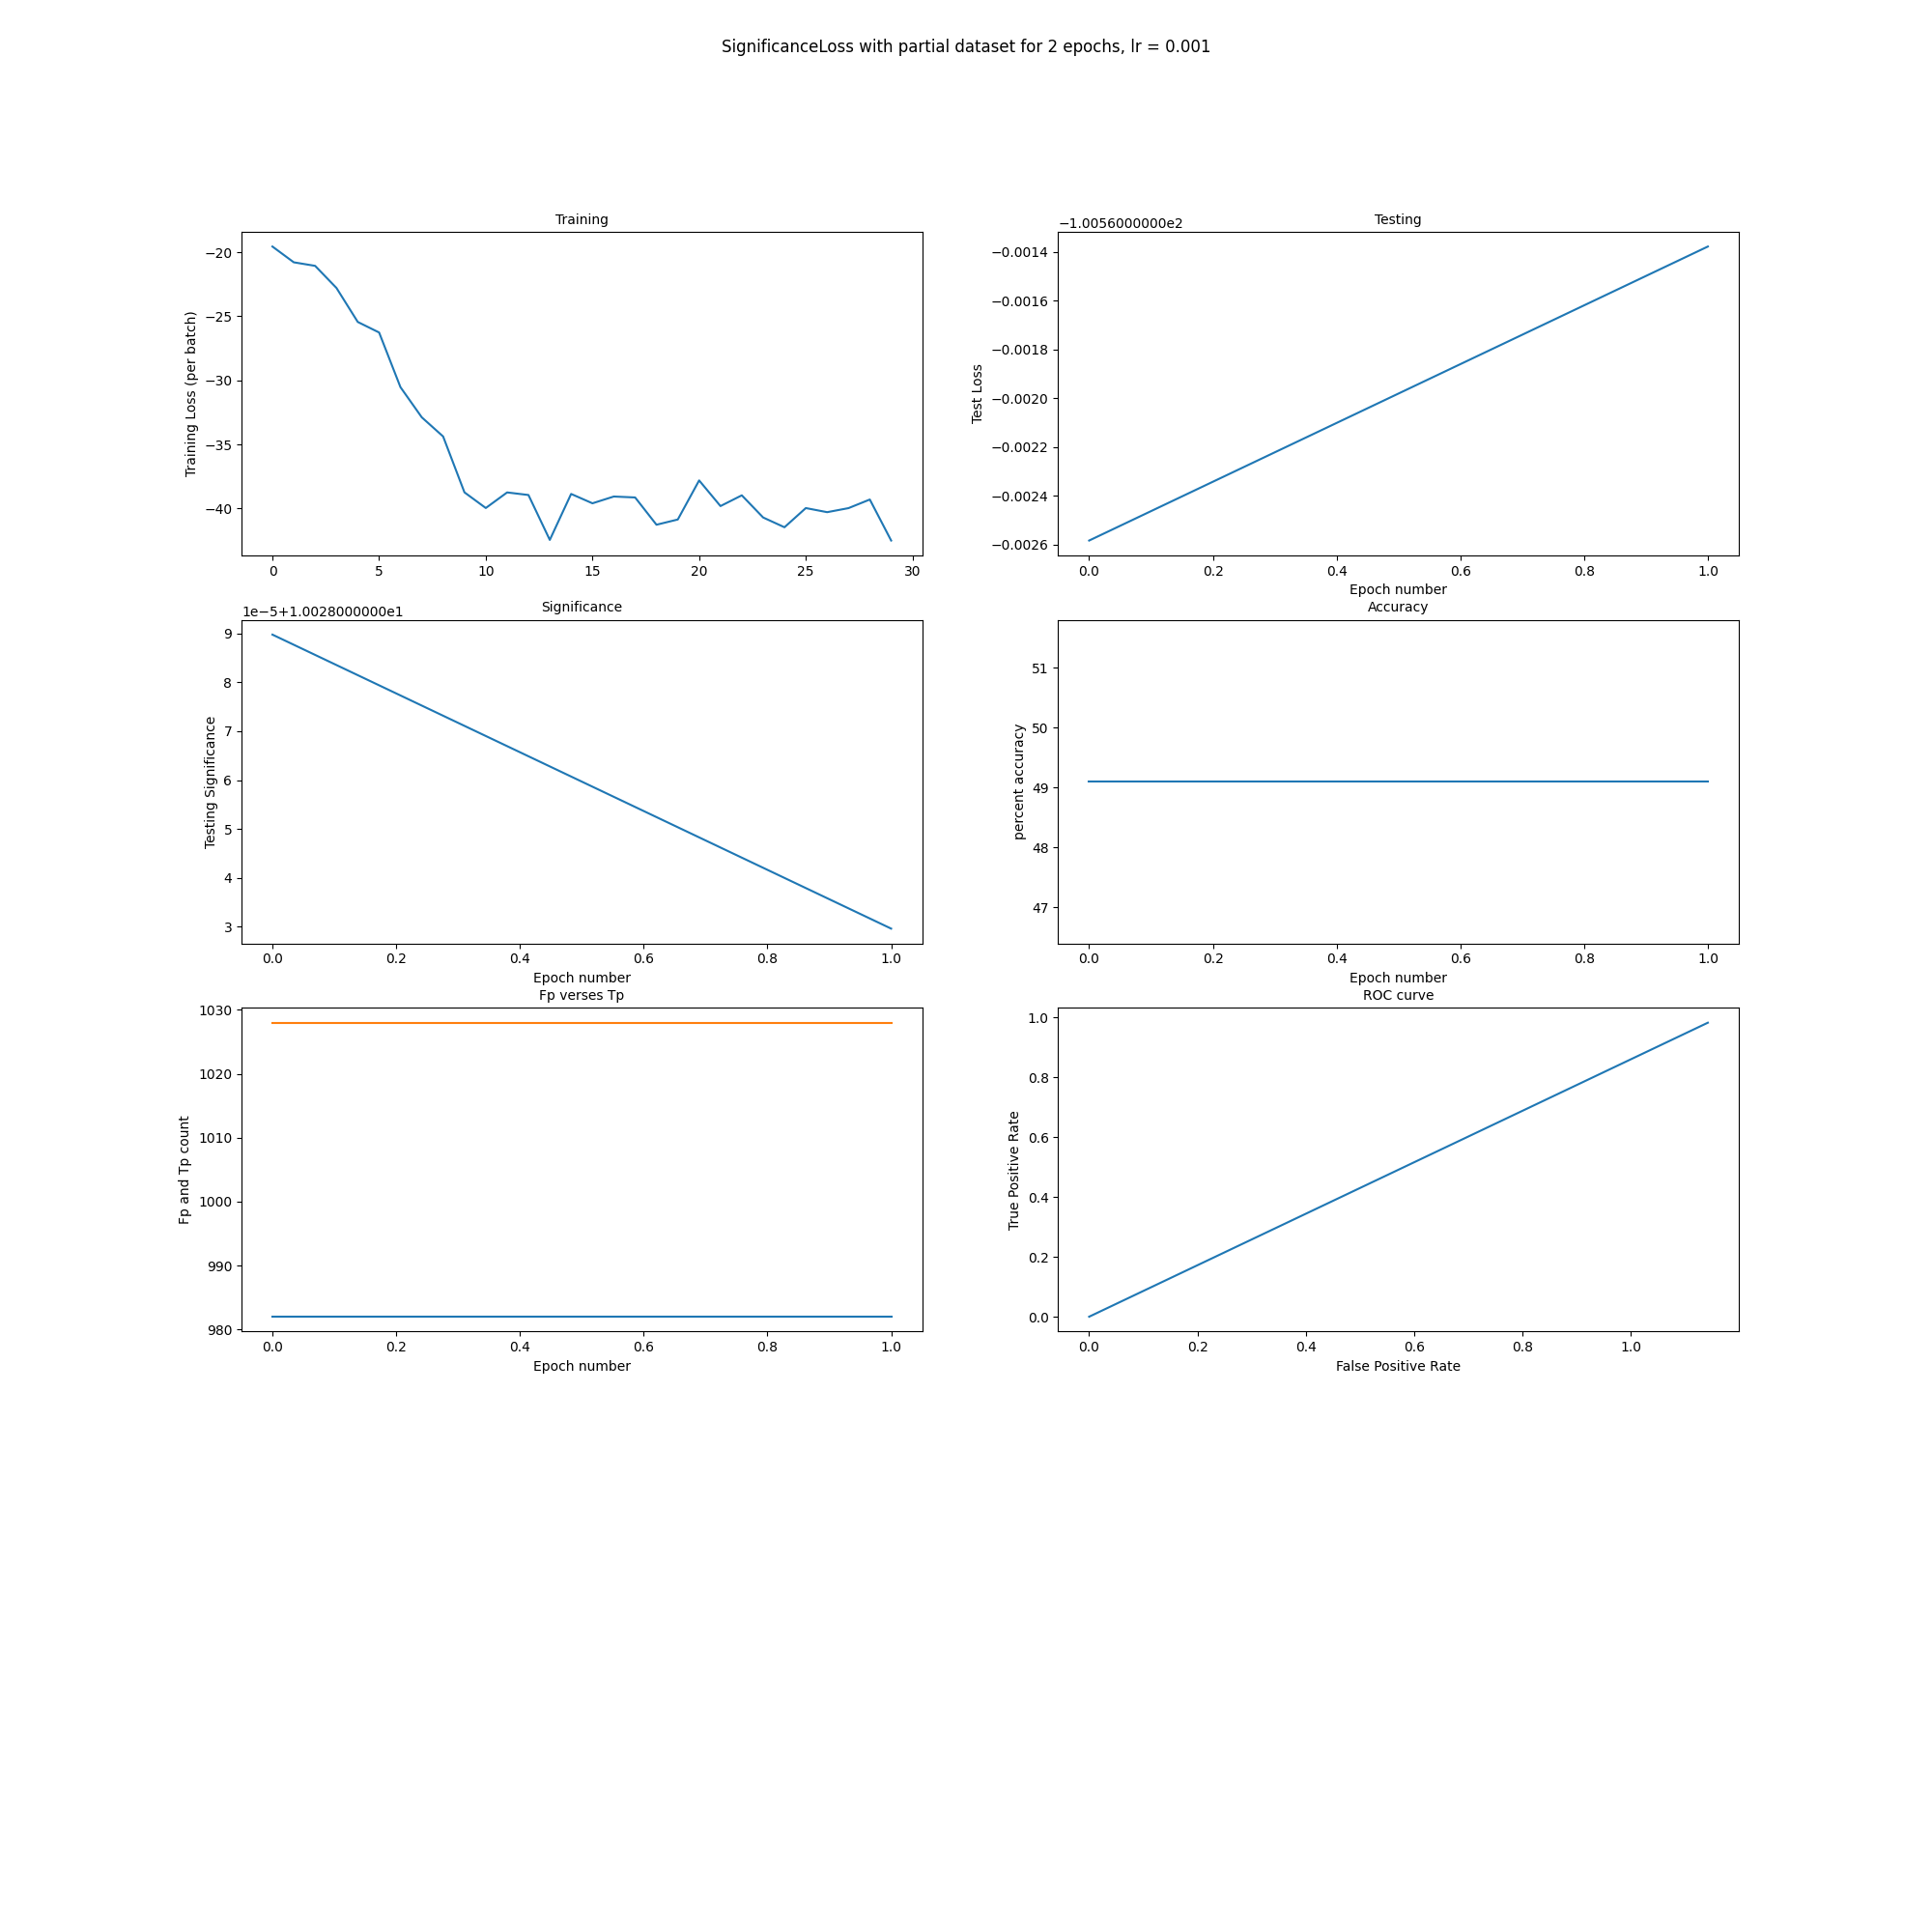 SignificanceLoss with partial dataset for 2 epochs, lr = 0.001
Training
Training Loss (per batch)
−20
−25
−30
−35
−40
0 5 10 15 20 25 30
Testing
−1.0056000000e2
Test Loss
−0.0014
−0.0016
−0.0018
−0.0020
−0.0022
−0.0024
−0.0026
0.0 0.2 0.4 0.6 0.8 1.0
Epoch number
Significance
1e−5+1.0028000000e1
Testing Significance
9
8
7
6
5
4
3
0.0 0.2 0.4 0.6 0.8 1.0
Epoch number
Accuracy
percent accuracy
51
50
49
48
47
0.0 0.2 0.4 0.6 0.8 1.0
Epoch number
Fp verses Tp
Fp and Tp count
1030
1020
1010
1000
990
980
0.0 0.2 0.4 0.6 0.8 1.0
Epoch number
ROC curve
True Positive Rate
1.0
0.8
0.6
0.4
0.2
0.0
0.0 0.2 0.4 0.6 0.8 1.0
False Positive Rate